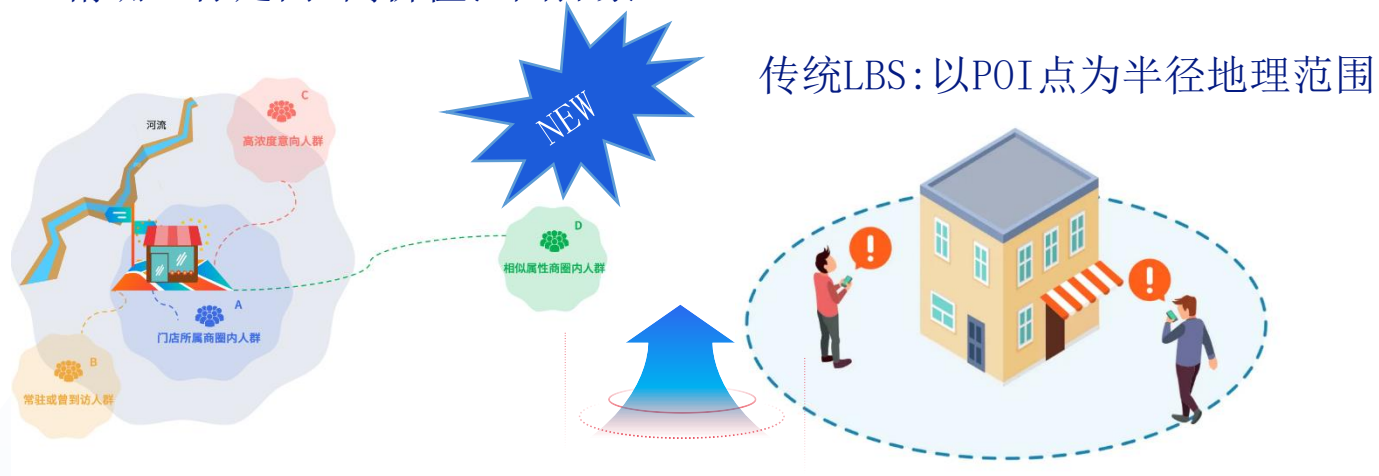 传统LBS:以POI点为半径地理范围
NEW
C
高浓度意向人群
河流
D
相似属性商圈内人群
A
门店所属商圈内人群
B
常驻或曾到访人群